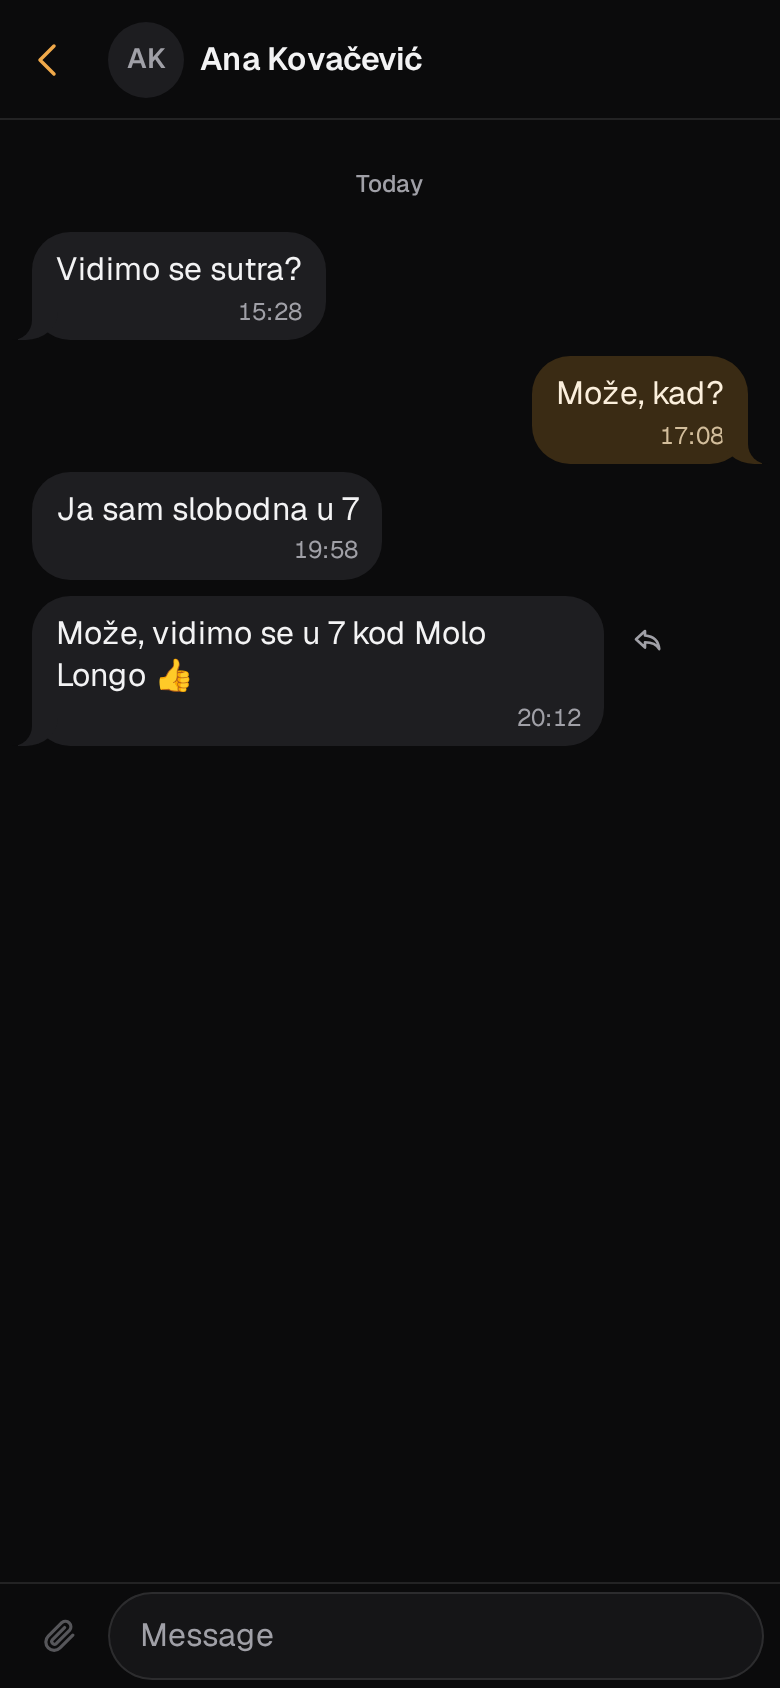 AK
Ana Kovačević
Today
Vidimo se sutra?
15:28
Može, kad?
17:08
Ja sam slobodna u 7
19:58
Može, vidimo se u 7 kod Molo
Longo 👍
20:12
Message